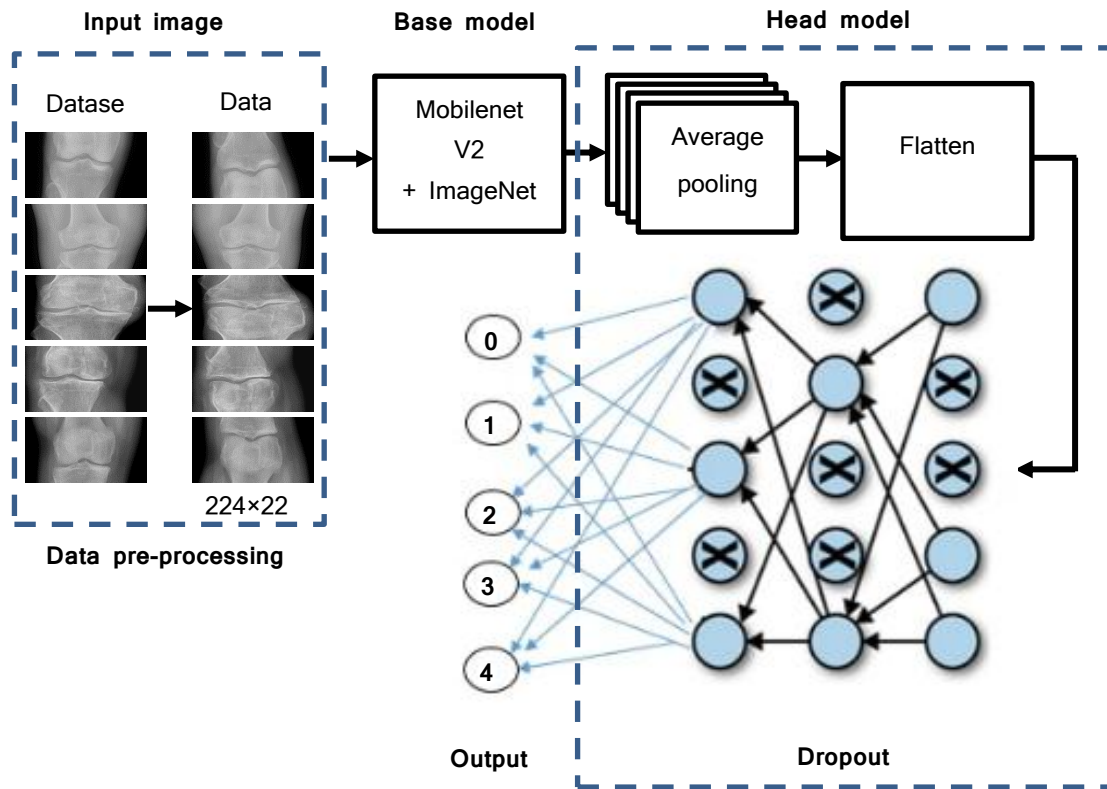 Input image
Base model
Head model
Datase
Data
Mobilenet
V2
+ ImageNet
Average
pooling
Flatten
0
1
2
3
4
224×22
Data pre-processing
Output
Dropout